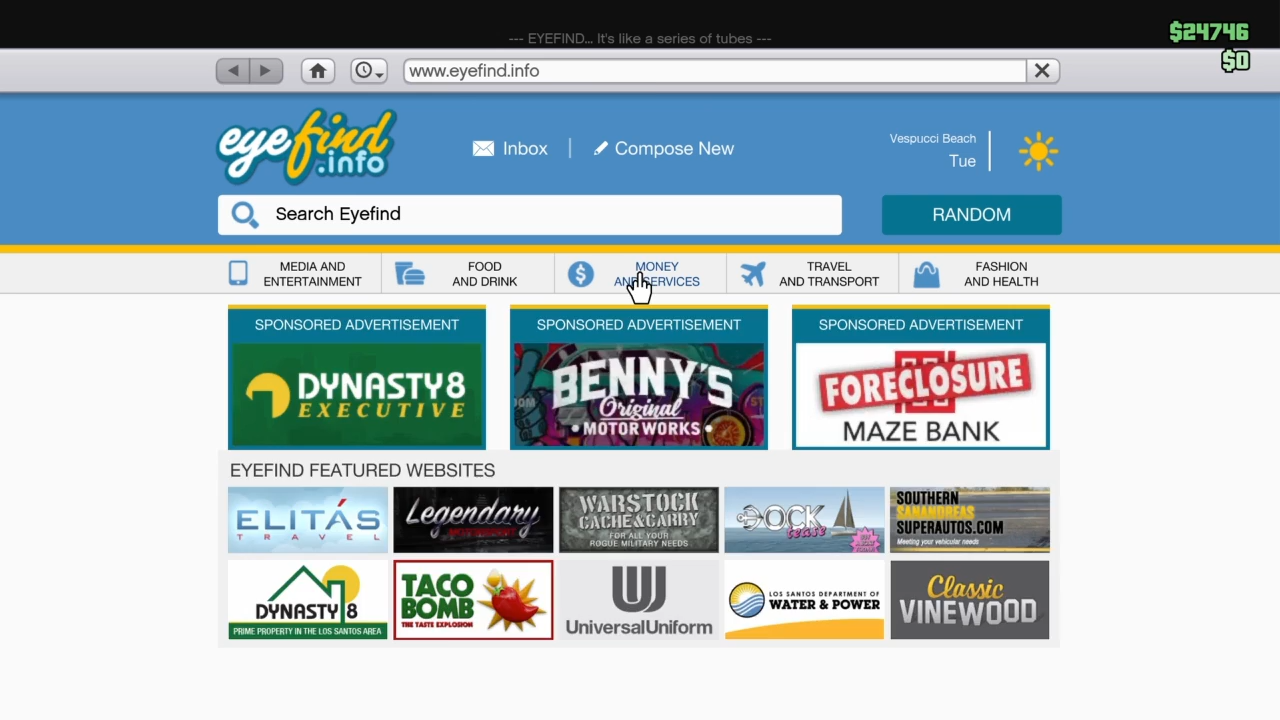 --- EYEFIND... It's like a series of tubes ---
$24746
$0
www.eyefind.info
eyefind
.info
Inbox
Compose New
Vespucci Beach
Tue
Search Eyefind
RANDOM
MEDIA AND
ENTERTAINMENT
FOOD
AND DRINK
MONEY
AND SERVICES
TRAVEL
AND TRANSPORT
FASHION
AND HEALTH
SPONSORED ADVERTISEMENT
DYNASTY 8
EXECUTIVE
SPONSORED ADVERTISEMENT
BENNY'S
Original
MOTOR WORKS
SPONSORED ADVERTISEMENT
FORECLOSURE
MAZE BANK
EYEFIND FEATURED WEBSITES
ELITÁS
TRAVEL
Legendary
WARSTOCK
CACHE&CARRY
FOR ALL YOUR
ROGUE MILITARY NEEDS
DOCK
tease
SOUTHERN
SANANDREAS
SUPERAUTOS.COM
Meeting your vehicular needs
DYNASTY 8
PRIME PROPERTY IN THE LOS SANTOS AREA
TACO
BOMB
THE TASTE EXPLOSION
UniversalUniform
LOS SANTOS DEPARTMENT OF
WATER & POWER
Classic
VINEWOOD